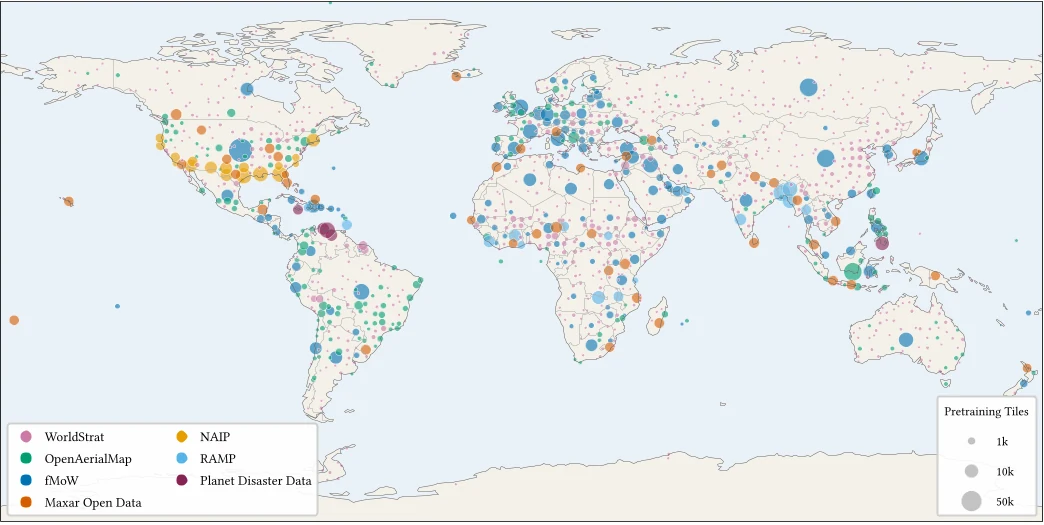 WorldStrat
OpenAerialMap
fMoW
Maxar Open Data
NAIP
RAMP
Planet Disaster Data
Pretraining Tiles
1k
10k
50k